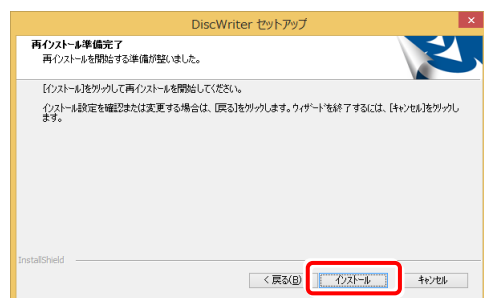 DiscWriter セットアップ
×
再インストール準備完了
再インストールを開始する準備が整いました。
[インストール]をクリックして再インストールを開始してください。
インストール設定を確認または変更する場合は、[戻る]をクリックします。ウィザードを終了するには、[キャンセル]をクリックし
ます。
InstallShield
< 戻る(B)
インストール
キャンセル